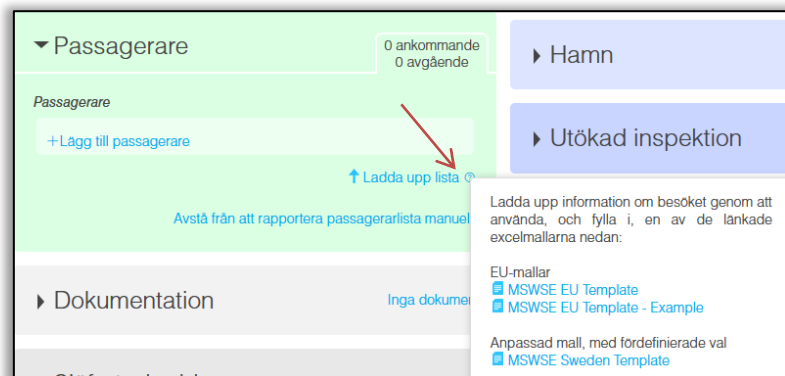 Passagerare
0 ankommande
0 avgående
Passagerare
+Lägg till passagerare
Ladda upp lista
Avstå från att rapportera passagerarlista manuel
Dokumentation
Inga dokume
Hamn
Utökad inspektion
Ladda upp information om besöket genom att
använda, och fylla i, en av de länkade
excelmallarna nedan:
EU-mallar
MSWSE EU Template
MSWSE EU Template - Example
Anpassad mall, med fördefinierade val
MSWSE Sweden Template